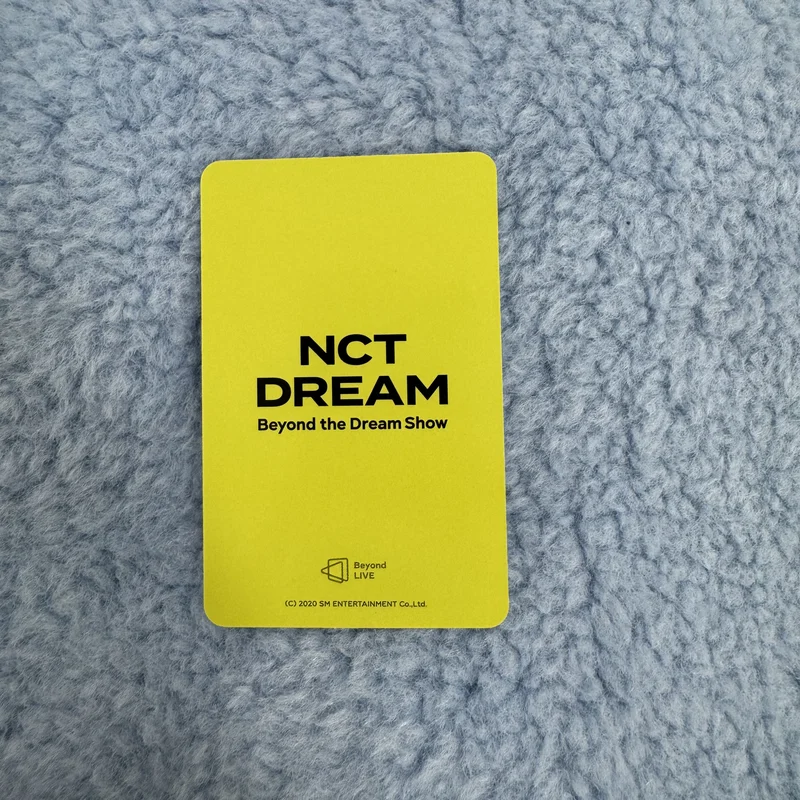 NCT
DREAM
Beyond the Dream Show
Beyond
LIVE
(C) 2020 SM ENTERTAINMENT Co.,Ltd.